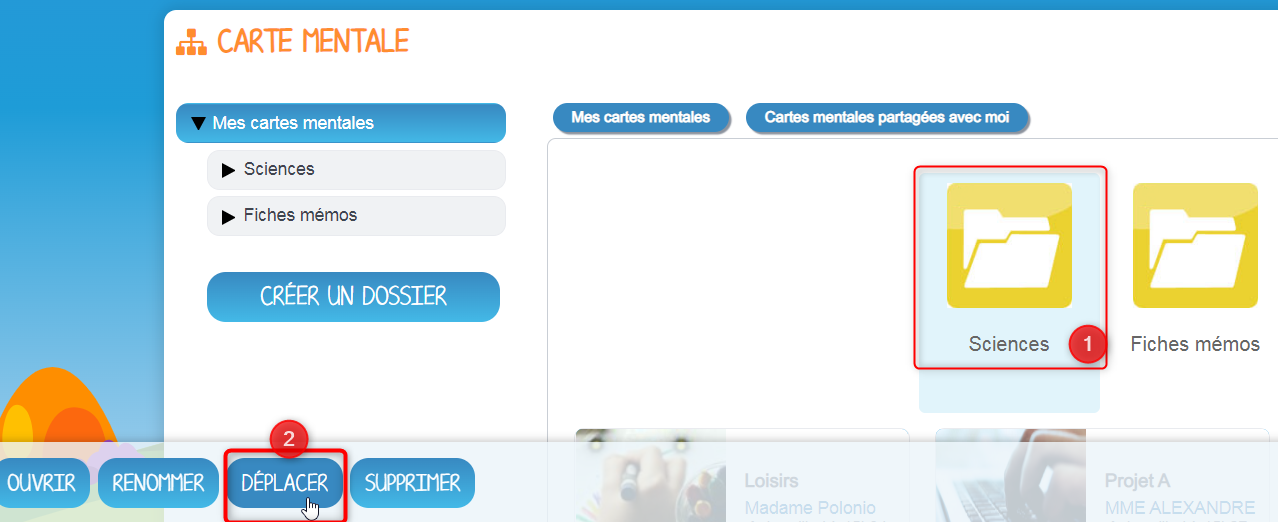 CARTE MENTALE
Mes cartes mentales
Sciences
Fiches mémos
CRÉER UN DOSSIER
Mes cartes mentales
Cartes mentales partagées avec moi
Sciences
1
Fiches mémos
Loisirs
Madame Polonio
Projet A
MME ALEXANDRE
2
OUVRIR
RENOMMER
DÉPLACER
SUPPRIMER